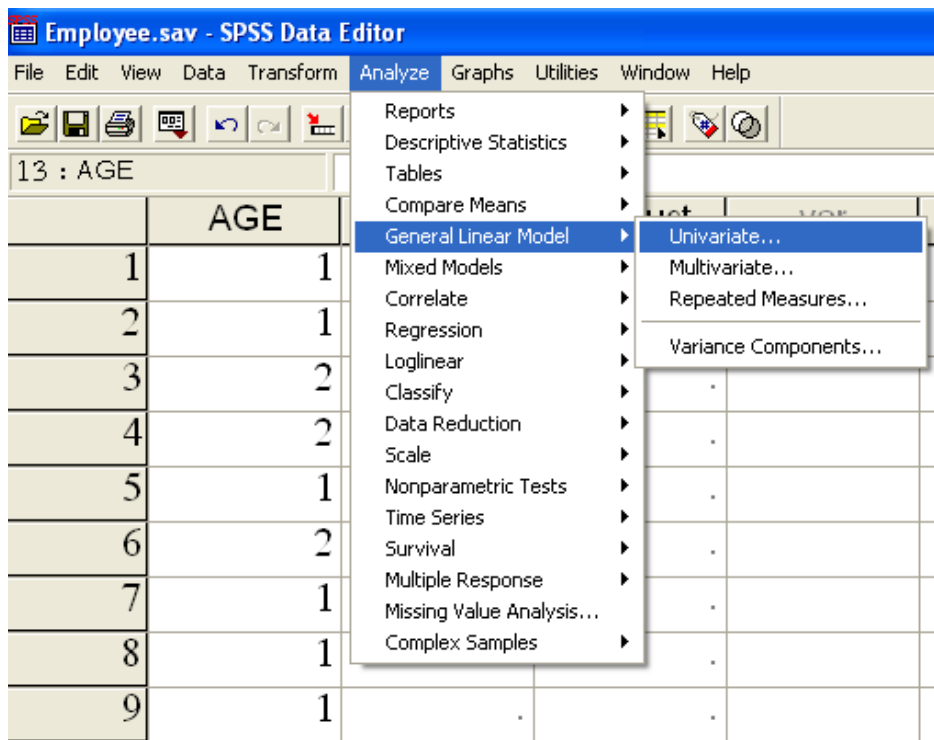 SPSS
Employee.sav - SPSS Data Editor
File Edit View Data Transform Analyze Graphs Utilities Window Help
13 : AGE
AGE
1 1
2 1
3 2
4 2
5 1
6 2
7 1
8 1
9 1
Reports
Descriptive Statistics
Tables
Compare Means
General Linear Model
Mixed Models
Correlate
Regression
Loglinear
Classify
Data Reduction
Scale
Nonparametric Tests
Time Series
Survival
Multiple Response
Missing Value Analysis...
Complex Samples
Univariate...
Multivariate...
Repeated Measures...
Variance Components...